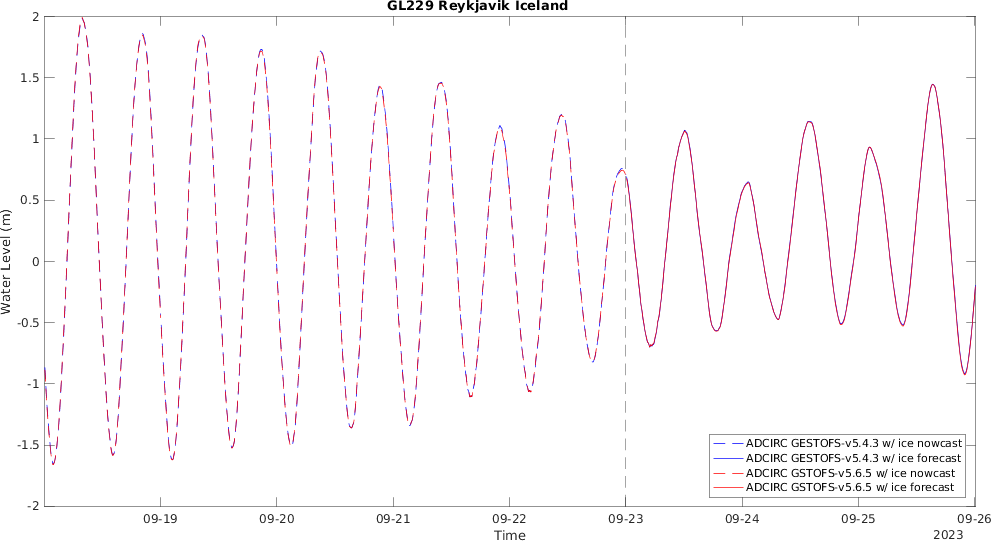 GL229 Reykjavik Iceland
2
1.5
1
0.5
0
-0.5
-1
-1.5
-2
Water Level (m)
ADCIRC GESTOFS-v5.4.3 w/ ice nowcast
ADCIRC GESTOFS-v5.4.3 w/ ice forecast
ADCIRC GSTOFS-v5.6.5 w/ ice nowcast
ADCIRC GSTOFS-v5.6.5 w/ ice forecast
09-19 09-20 09-21 09-22 09-23 09-24 09-25 09-26
Time
2023